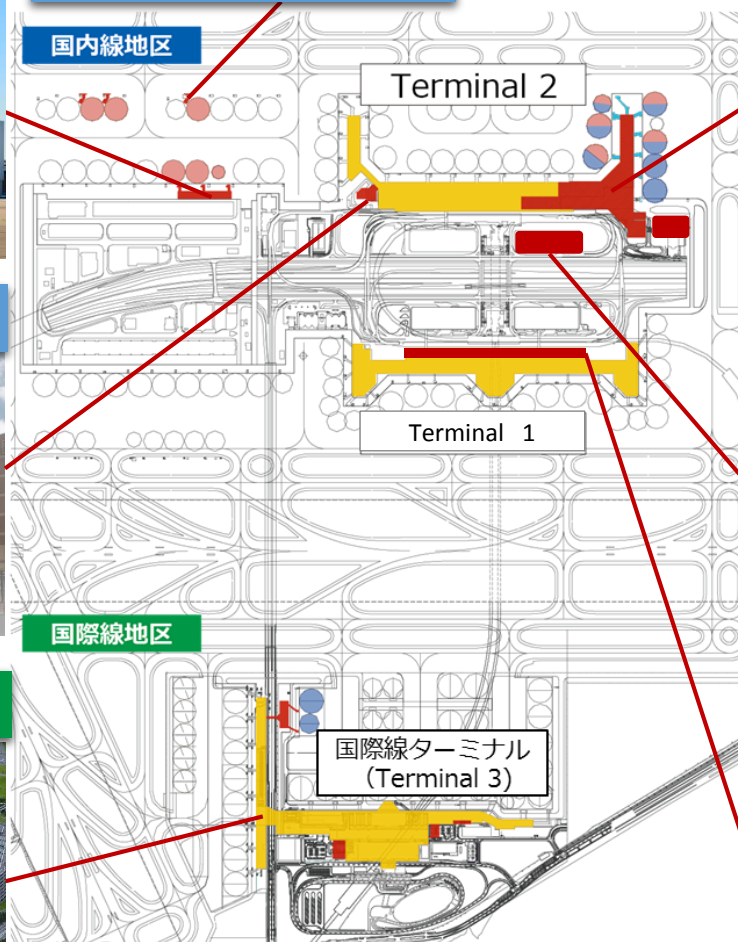 国内線地区
Terminal 2
Terminal 1
国際線地区
国際線ターミナル
（Terminal 3）